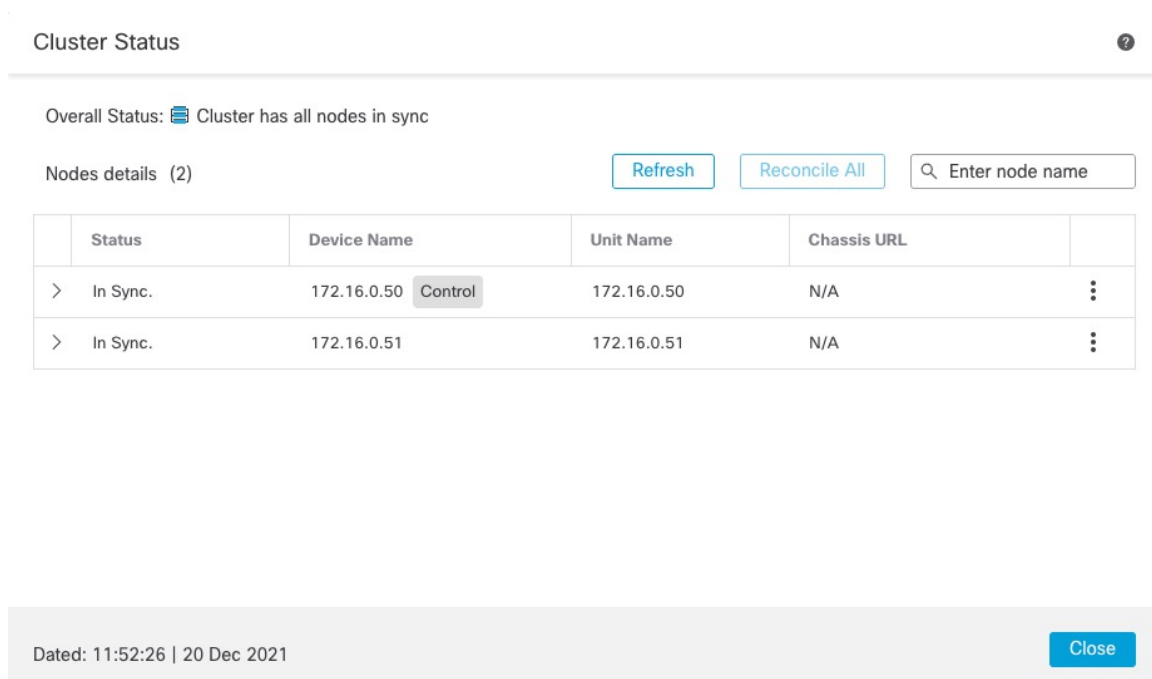 Cluster Status
?
Overall Status: Cluster has all nodes in sync
Nodes details (2) Refresh Reconcile All Enter node name
Status Device Name Unit Name Chassis URL
In Sync. 172.16.0.50 Control 172.16.0.50 N/A
In Sync. 172.16.0.51 172.16.0.51 N/A
Dated: 11:52:26 | 20 Dec 2021 Close